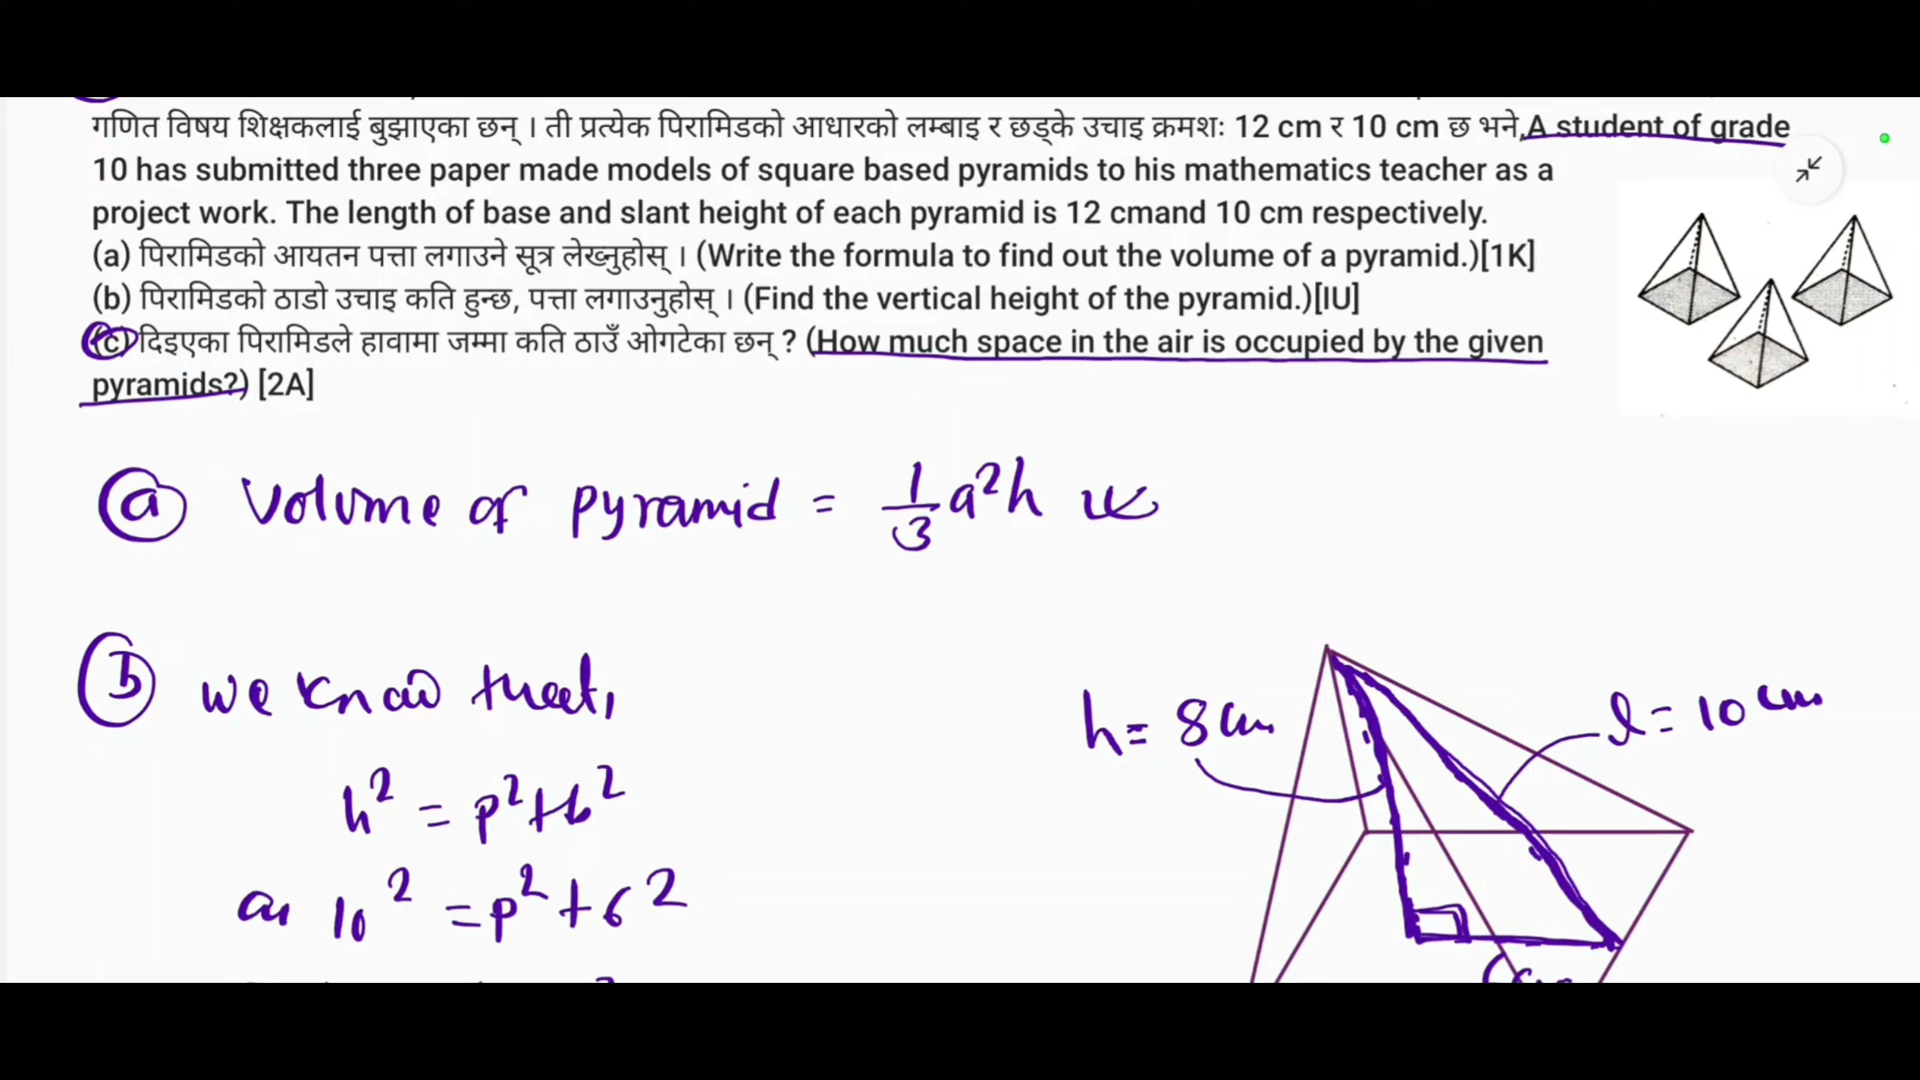 गणित विषय शिक्षकलाई बुझाएका छन् । ती प्रत्येक पिरामिडको आधारको लम्बाइ र छड्के उचाइ क्रमशः 12 cm र 10 cm छ भने,A student of grade
10 has submitted three paper made models of square based pyramids to his mathematics teacher as a
project work. The length of base and slant height of each pyramid is 12 cmand 10 cm respectively.
(a) पिरामिडको आयतन पत्ता लगाउने सूत्र लेख्नुहोस् । (Write the formula to find out the volume of a pyramid.)[1K]
(b) पिरामिडको ठाडो उचाइ कति हुन्छ, पत्ता लगाउनुहोस् । (Find the vertical height of the pyramid.)[IU]
(c) दिइएका पिरामिडले हावामा जम्मा कति ठाउँ ओगटेका छन् ? (How much space in the air is occupied by the given
pyramids?) [2A]
ⓐ Volume of pyramid = 1/3 a²h
ⓑ we know that,
h² = p²+b²
or 10² = p²+6²
h = 8cm
l = 10 cm